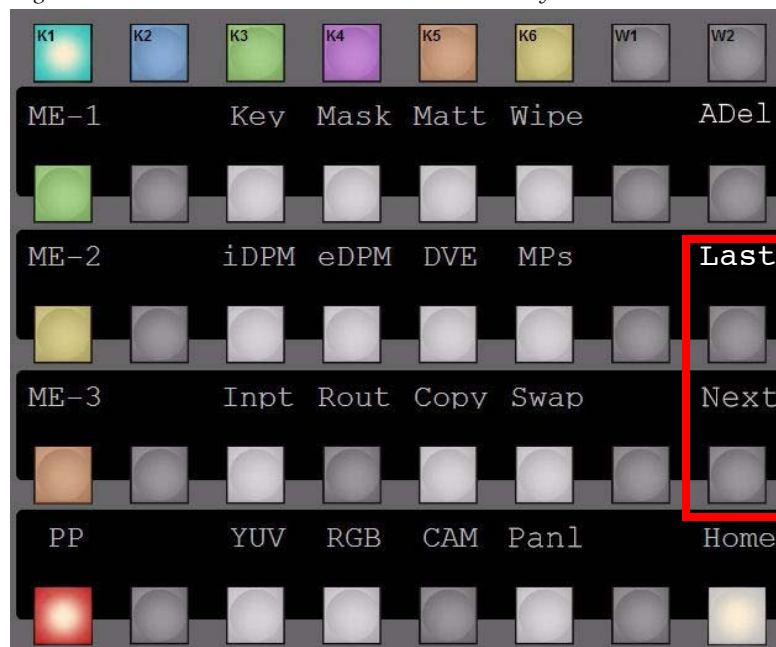 K1 K2 K3 K4 K5 K6 W1 W2
ME-1 Key Mask Matt Wipe ADel
ME-2 iDPM eDPM DVE MPs Last
ME-3 Inpt Rout Copy Swap Next
PP YUV RGB CAM Panl Home